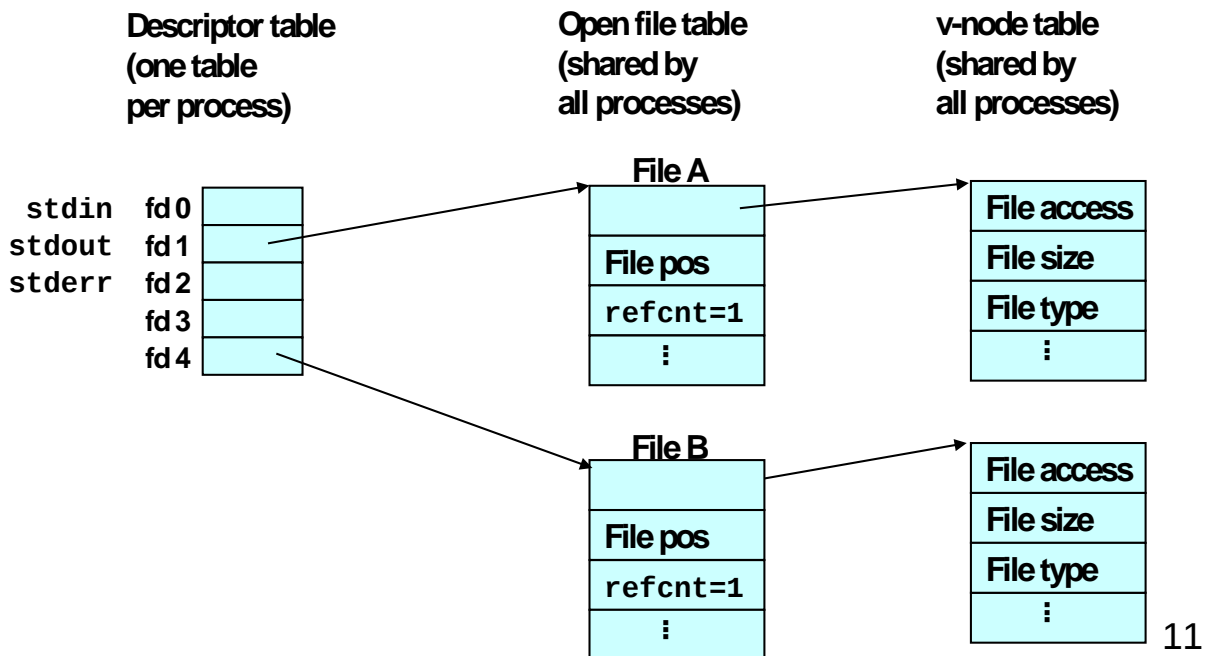 Descriptor table
(one table
per process)
Open file table
(shared by
all processes)
v-node table
(shared by
all processes)
stdin fd 0
stdout fd 1
stderr fd 2
fd 3
fd 4
File A
File pos
refcnt=1
⋮
File access
File size
File type
⋮
File B
File pos
refcnt=1
⋮
File access
File size
File type
⋮
11